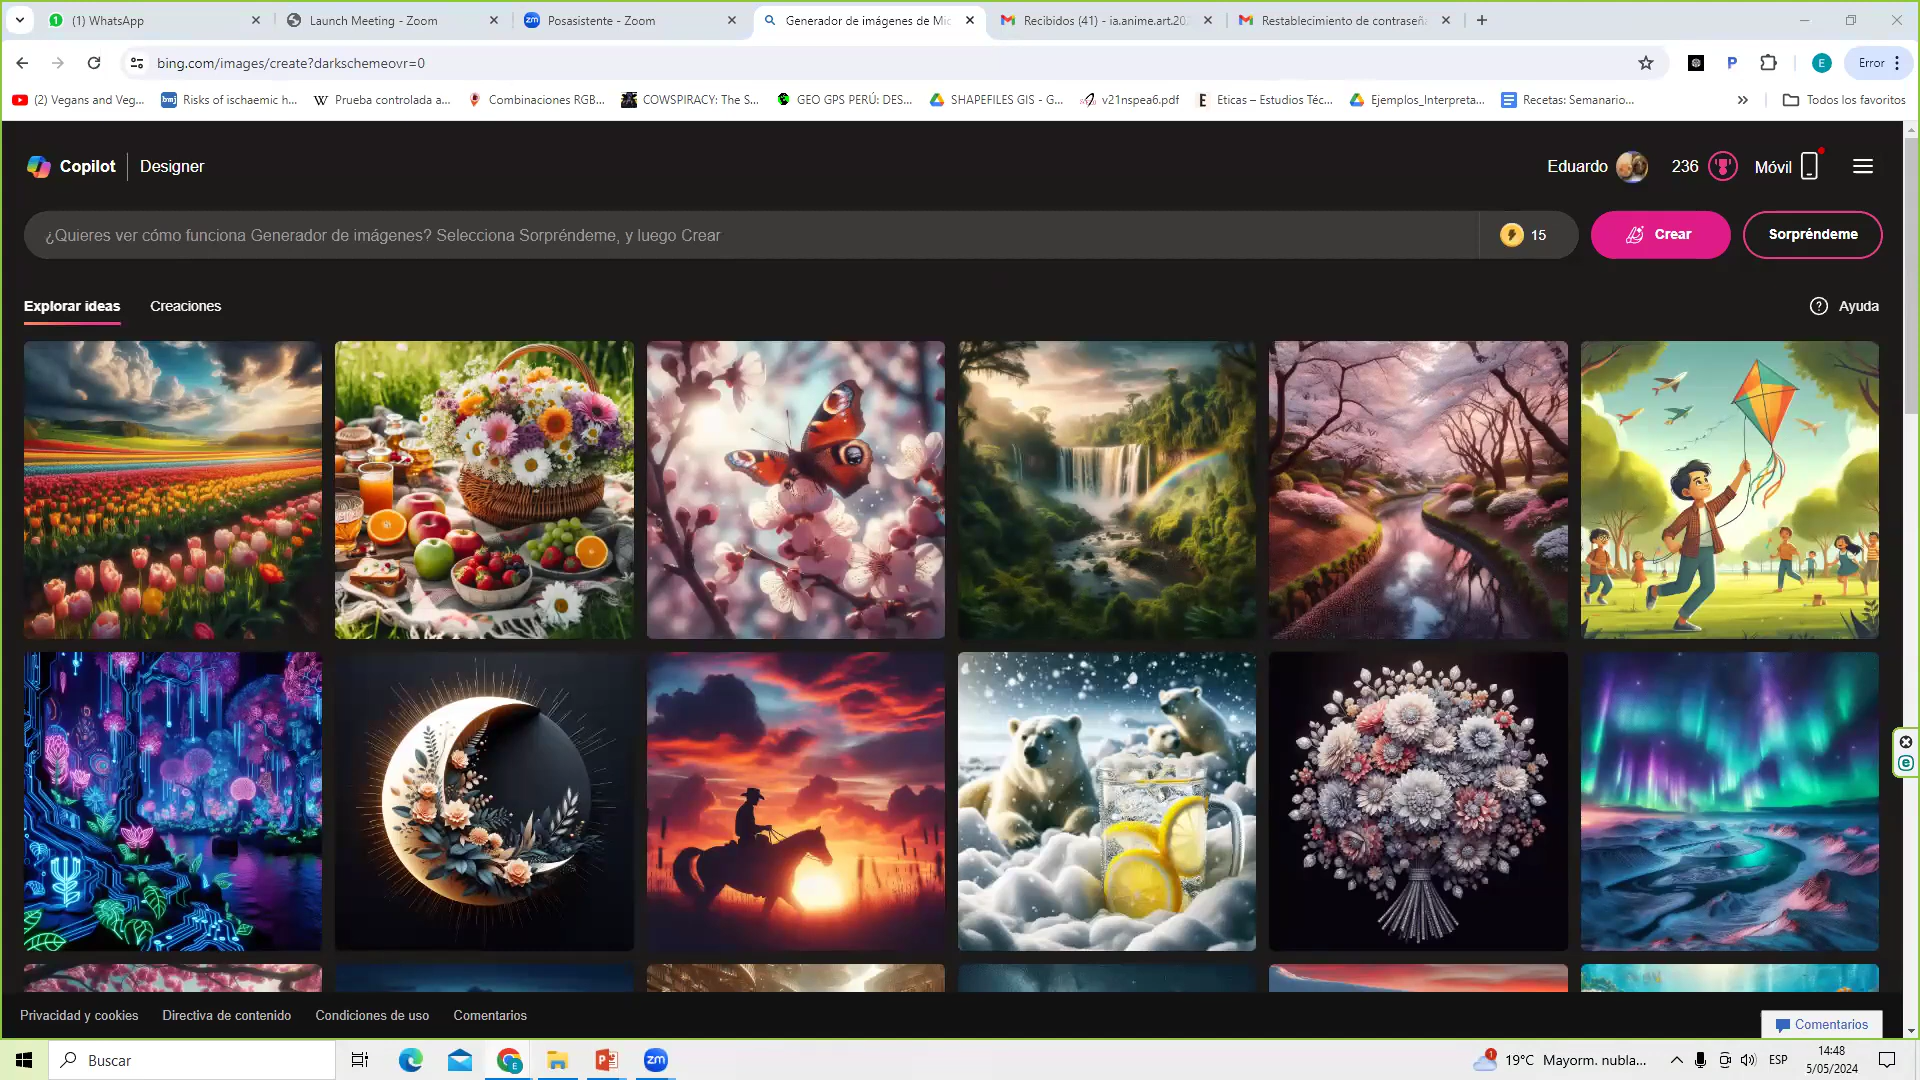 (1) WhatsApp
Launch Meeting - Zoom
Posasistente - Zoom
Generador de imágenes de Mic
Recibidos (41) - ia.anime.art.20
Restablecimiento de contraseñ
bing.com/images/create?darkschemeovr=0
Error
(2) Vegans and Veg...
Risks of ischaemic h...
Prueba controlada a...
Combinaciones RGB...
COWSPIRACY: The S...
GEO GPS PERÚ: DES...
SHAPEFILES GIS - G...
v21nspea6.pdf
Eticas – Estudios Téc...
Ejemplos_Interpreta...
Recetas: Semanario...
Todos los favoritos
Copilot
Designer
Eduardo
236
Móvil
¿Quieres ver cómo funciona Generador de imágenes? Selecciona Sorpréndeme, y luego Crear
15
Crear
Sorpréndeme
Explorar ideas
Creaciones
Ayuda
Privacidad y cookies
Directiva de contenido
Condiciones de uso
Comentarios
Comentarios
Buscar
19°C Mayorm. nubla...
ESP
14:48
5/05/2024